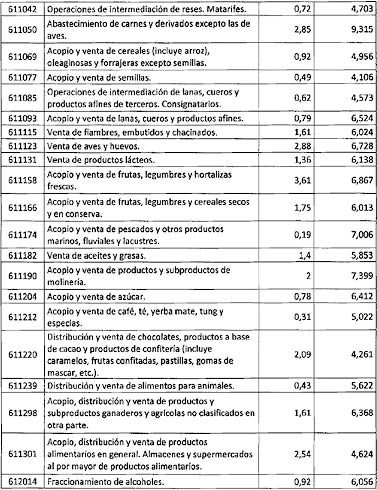 611042 Operaciones de intermediación de reses. Matarifes. 0,72 4,703
611050 Abastecimiento de carnes y derivados excepto las de
aves. 2,85 9,315
611069 Acopio y venta de cereales (incluye arroz),
oleaginosas y forrajeras excepto semillas. 0,92 4,956
611077 Acopio y venta de semillas. 0,49 4,106
611085 Operaciones de intermediación de lanas, cueros y
productos afines de terceros. Consignatarios. 0,62 4,573
611093 Acopio y venta de lanas, cueros y productos afines. 0,79 6,524
611115 Venta de fiambres, embutidos y chacinados. 1,61 6,024
611123 Venta de aves y huevos. 2,88 6,728
611131 Venta de productos lácteos. 1,36 6,138
611158 Acopio y venta de frutas, legumbres y hortalizas
frescas. 3,61 6,867
611166 Acopio y venta de frutas, legumbres y cereales secos
y en conserva. 1,75 6,013
611174 Acopio y venta de pescados y otros productos
marinos, fluviales y lacustres. 0,19 7,006
611182 Venta de aceites y grasas. 1,4 5,853
611190 Acopio y venta de productos y subproductos de
molinería. 2 7,399
611204 Acopio y venta de azúcar. 0,78 6,412
611212 Acopio y venta de café, té, yerba mate, tung y
especias. 0,31 5,022
611220 Distribución y venta de chocolates, productos a base
de cacao y productos de confitería (incluye
caramelos, frutas confitadas, pastillas, gomas de
mascar, etc.). 2,09 4,261
611239 Distribución y venta de alimentos para animales. 0,43 5,622
611298 Acopio, distribución y venta de productos y
subproductos ganaderos y agrícolas no clasificados en
otra parte. 1,61 6,368
611301 Acopio, distribución y venta de productos
alimentarios en general. Almacenes y supermercados
al por mayor de productos alimentarios. 2,54 4,624
612014 Fraccionamiento de alcoholes. 0,92 6,056